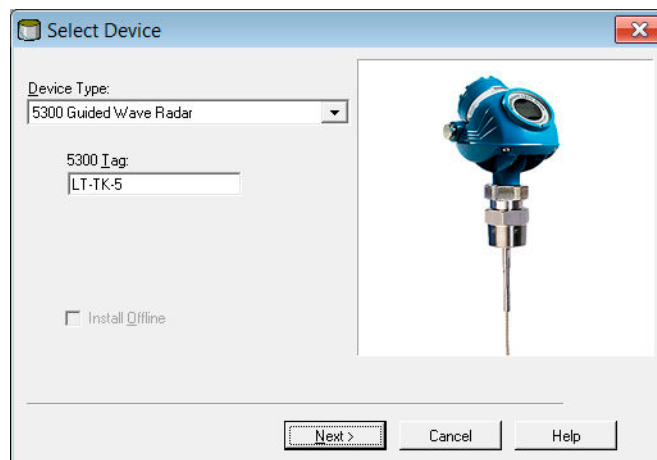 Select Device
Device Type:
5300 Guided Wave Radar
5300 Tag:
LT-TK-5
Install Offline
Next >
Cancel
Help